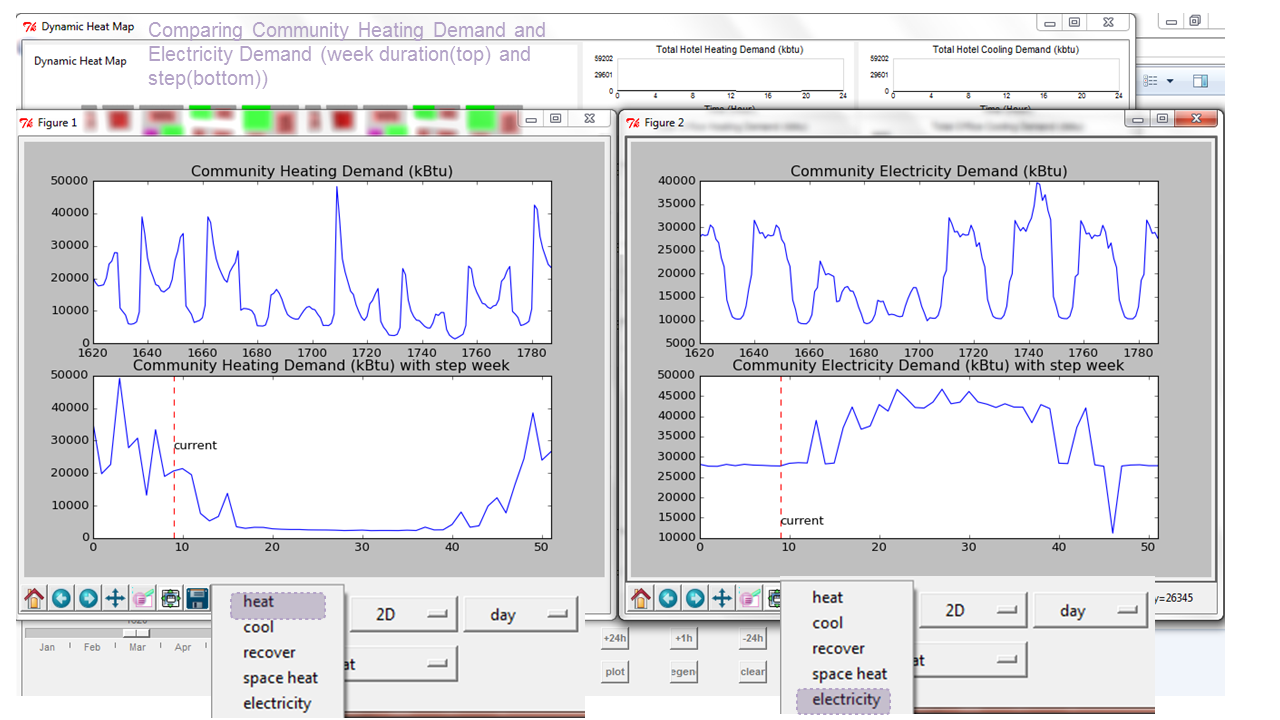 Dynamic Heat Map
Comparing Community Heating Demand and
Electricity Demand (week duration(top) and
step(bottom))
Dynamic Heat Map
Total Hotel Heating Demand (kbtu)
59202
29601
0
0 4 8 12 16 20 24
Time (Hour)
Total Hotel Cooling Demand (kbtu)
59202
29601
0
0 4 8 12 16 20 24
Time (Hour)
Figure 1
Community Heating Demand (kBtu)
50000
40000
30000
20000
10000
0
1620 1640 1660 1680 1700 1720 1740 1760 1780
Community Heating Demand (kBtu) with step week
50000
40000
30000
20000
10000
0
current
0 10 20 30 40 50
Figure 2
Community Electricity Demand (kBtu)
40000
35000
30000
25000
20000
15000
10000
5000
1620 1640 1660 1680 1700 1720 1740 1760 1780
Community Electricity Demand (kBtu) with step week
50000
45000
40000
35000
30000
25000
20000
15000
10000
current
0 10 20 30 40 50
y=26345
heat
cool
recover
space heat
electricity
2D
day
at
Jan Feb Mar Apr
+24h +1h -24h
plot egen clear
heat
cool
recover
space heat
electricity
2D
day
at